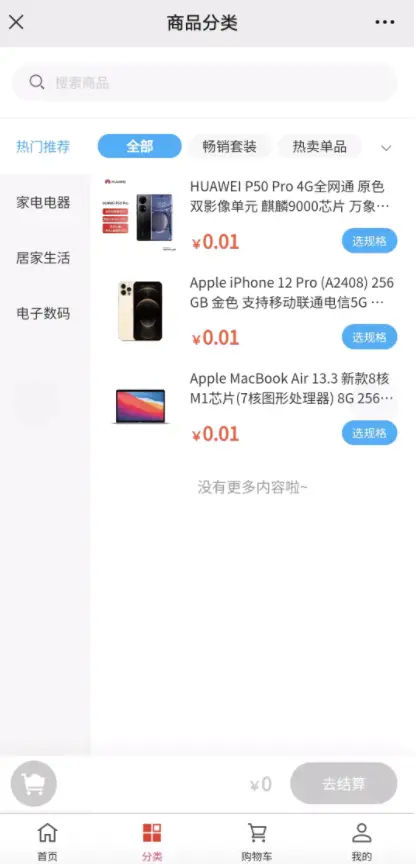 商品分类
搜索商品
热门推荐
全部
畅销套装
热卖单品
家电电器
居家生活
电子数码
HUAWEI
HUAWEI P50 Pro 4G全网通 原色
双影像单元 麒麟9000芯片 万象…
¥0.01
选规格
Apple iPhone 12 Pro (A2408) 256
GB 金色 支持移动联通电信5G …
¥0.01
选规格
Apple MacBook Air 13.3 新款8核
M1芯片(7核图形处理器) 8G 256…
¥0.01
选规格
没有更多内容啦~
¥0
去结算
首页
分类
购物车
我的